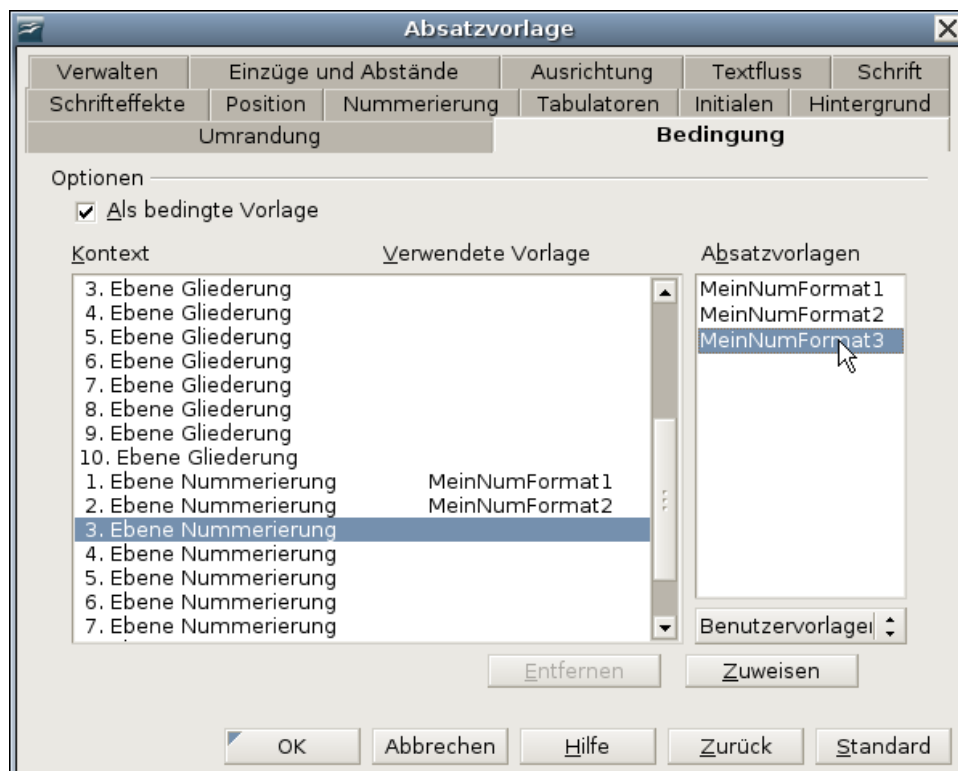 Absatzvorlage
Verwalten Einzüge und Abstände Ausrichtung Textfluss Schrift
Schrifteffekte Position Nummerierung Tabulatoren Initialen Hintergrund
Umrandung Bedingung
Optionen
Als bedingte Vorlage
Kontext Verwendete Vorlage Absatzvorlagen
3. Ebene Gliederung
4. Ebene Gliederung
5. Ebene Gliederung
6. Ebene Gliederung
7. Ebene Gliederung
8. Ebene Gliederung
9. Ebene Gliederung
10. Ebene Gliederung
1. Ebene Nummerierung MeinNumFormat1
2. Ebene Nummerierung MeinNumFormat2
3. Ebene Nummerierung
4. Ebene Nummerierung
5. Ebene Nummerierung
6. Ebene Nummerierung
7. Ebene Nummerierung
MeinNumFormat1
MeinNumFormat2
MeinNumFormat3
Benutzervorlagen
Entfernen Zuweisen
OK Abbrechen Hilfe Zurück Standard